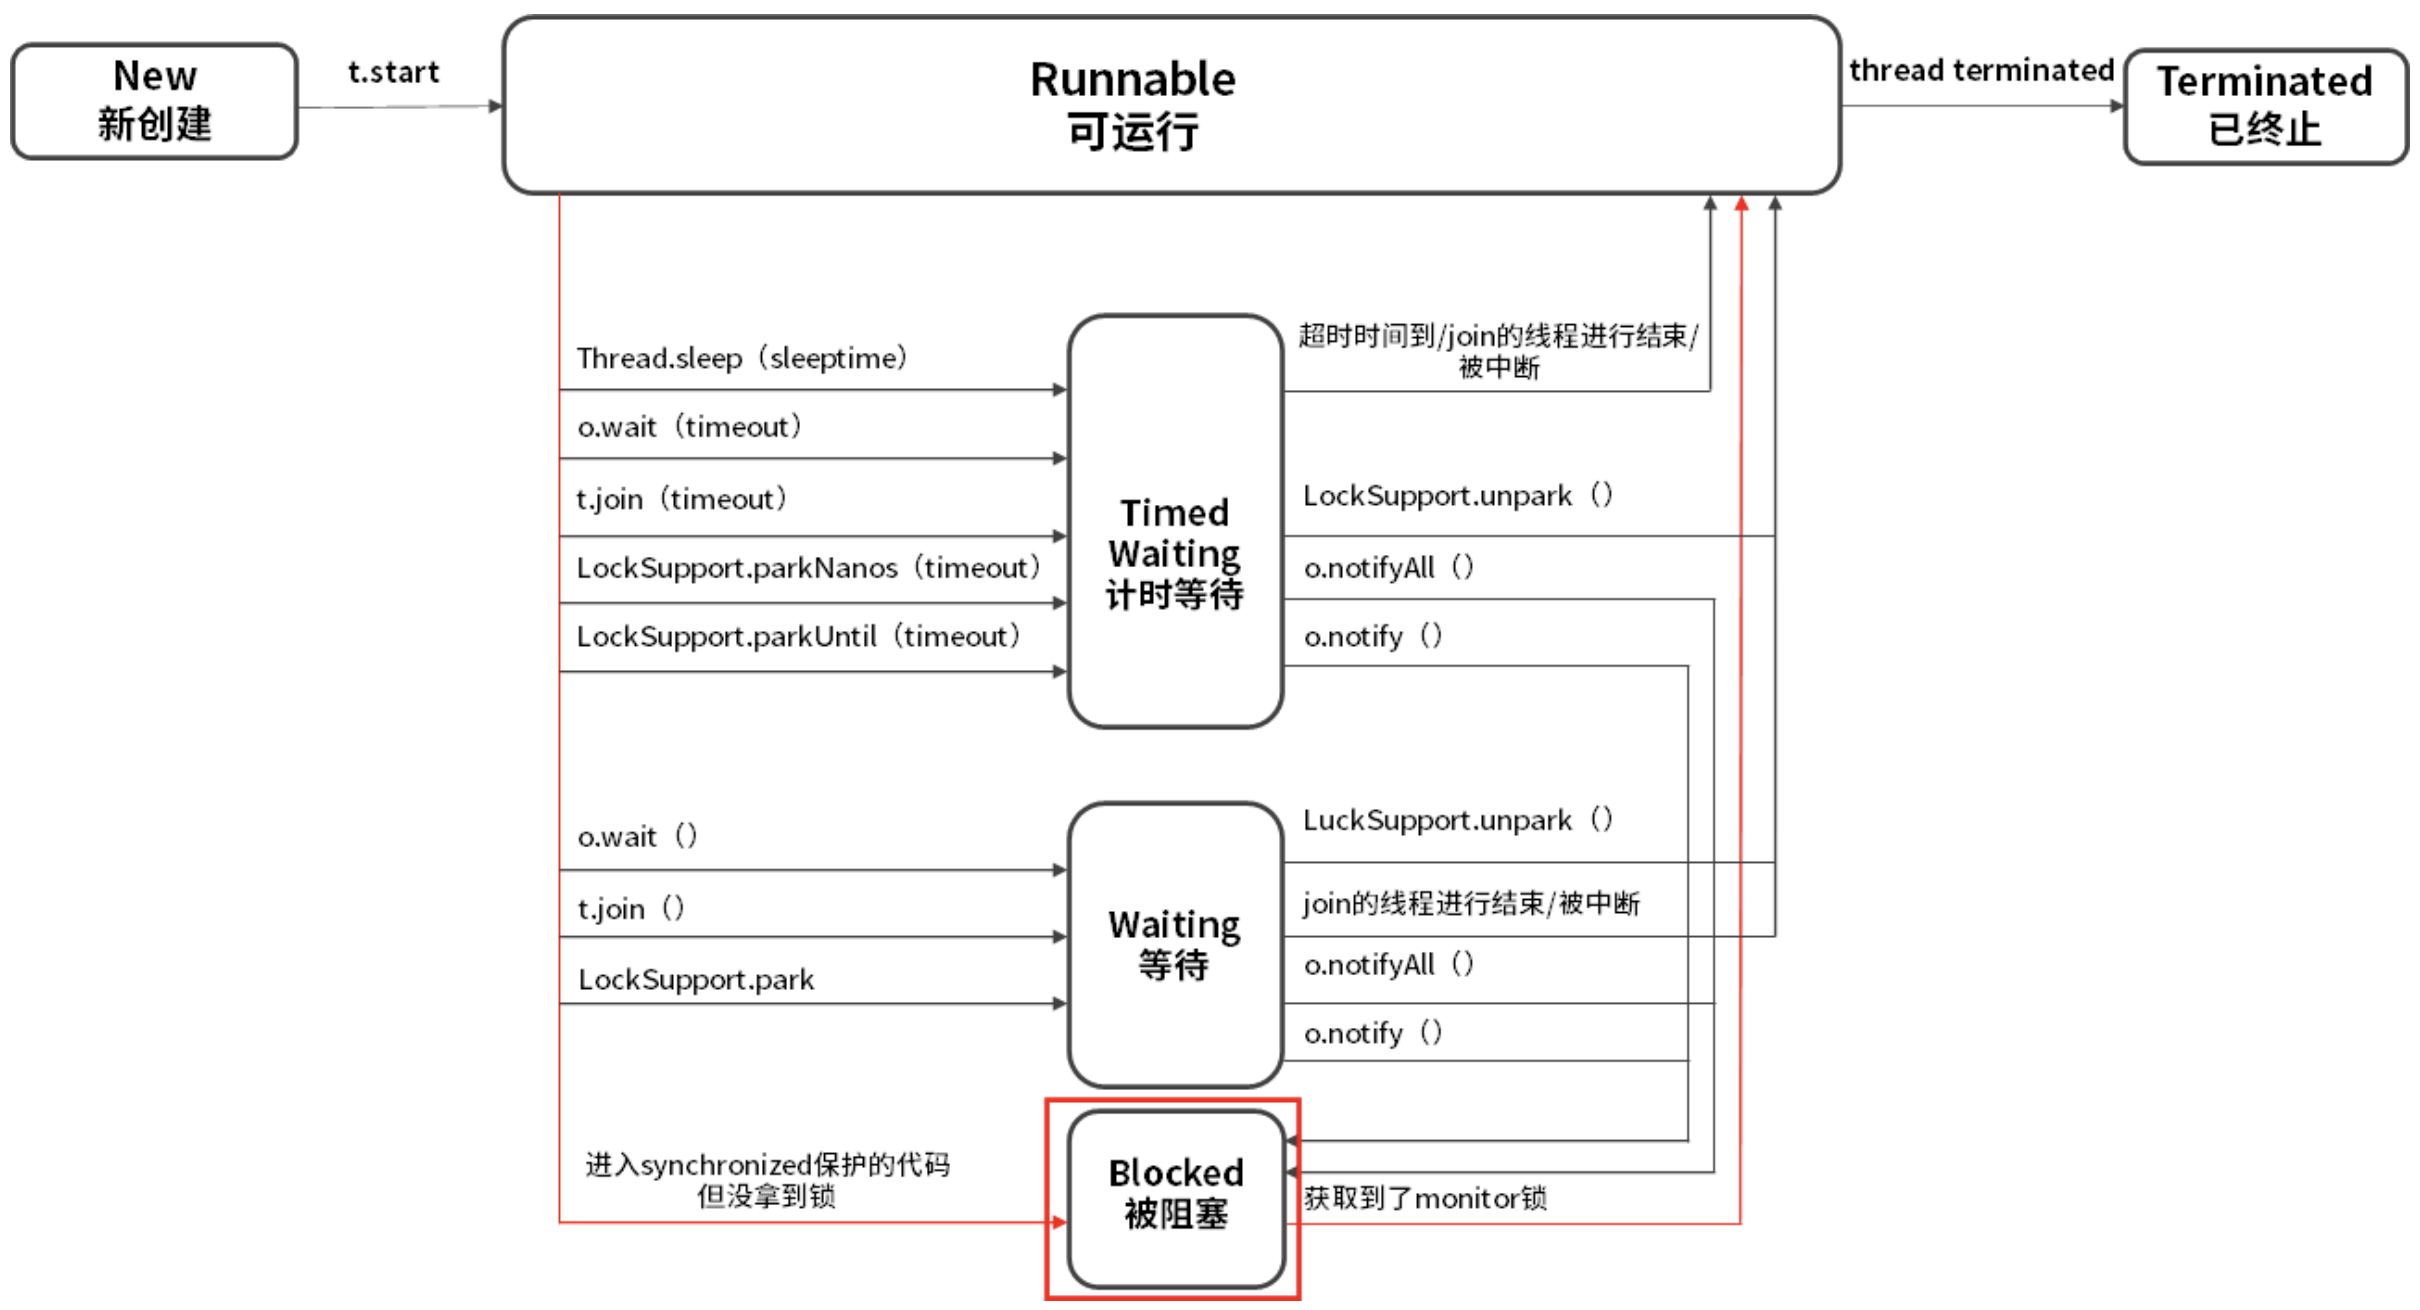 New
新创建
t.start
Runnable
可运行
thread terminated
Terminated
已终止
Thread.sleep（sleeptime）
o.wait（timeout）
t.join（timeout）
LockSupport.parkNanos（timeout）
LockSupport.parkUntil（timeout）
Timed
Waiting
计时等待
超时时间到/join的线程进行结束/
被中断
LockSupport.unpark（）
o.notifyAll（）
o.notify（）
o.wait（）
t.join（）
LockSupport.park
Waiting
等待
LuckSupport.unpark（）
join的线程进行结束/被中断
o.notifyAll（）
o.notify（）
进入synchronized保护的代码
但没拿到锁
Blocked
被阻塞
获取到了monitor锁